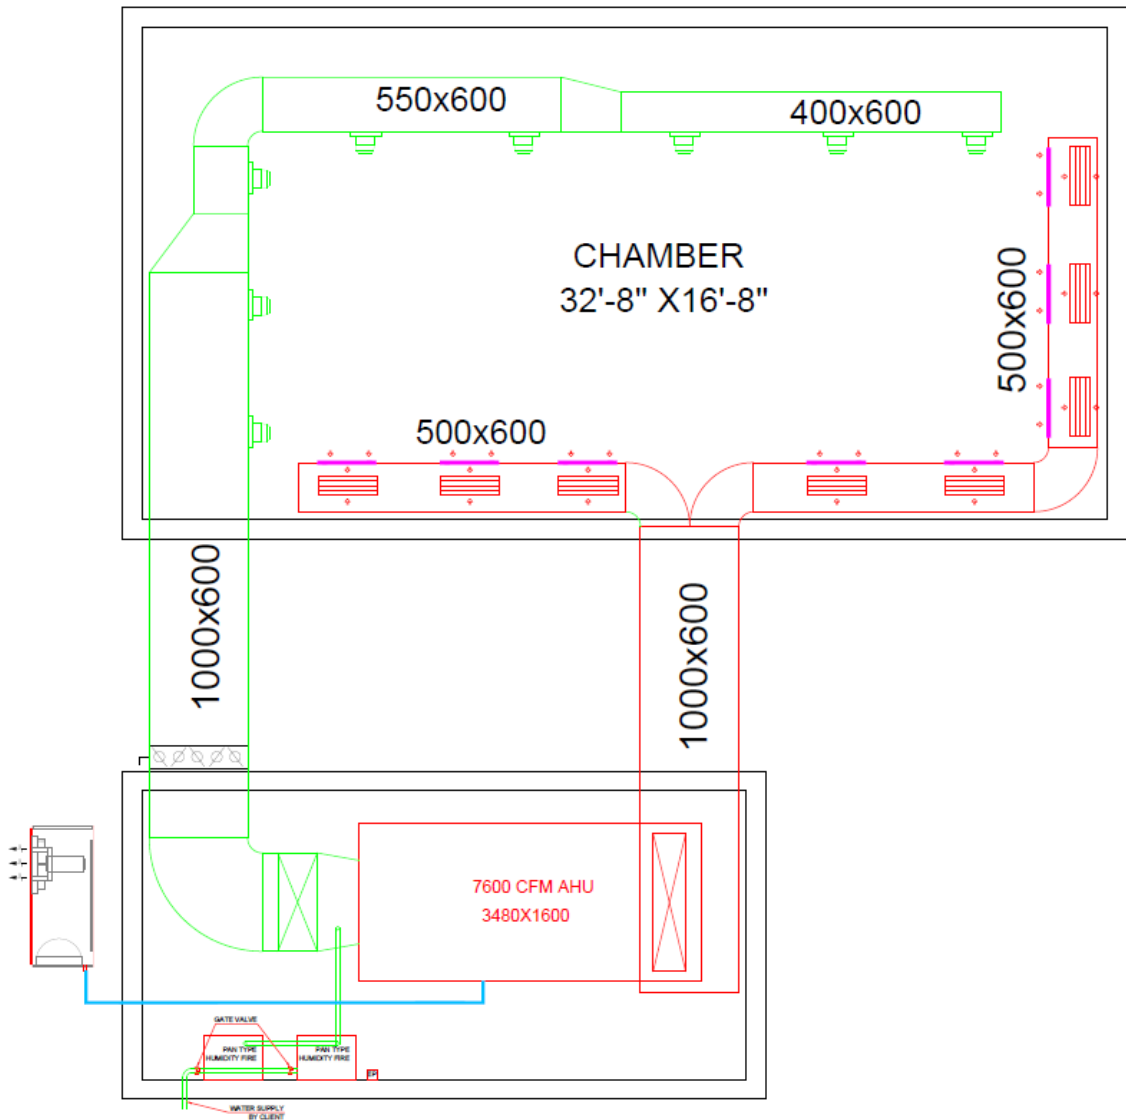 550x600
400x600
CHAMBER
32'-8" X16'-8"
500x600
500x600
1000x600
1000x600
7600 CFM AHU
3480X1600
GATE VALVE
PAN TYPE
HUMIDITY FIRE
PAN TYPE
HUMIDITY FIRE
EP
WATER SUPPLY
BY CLIENT